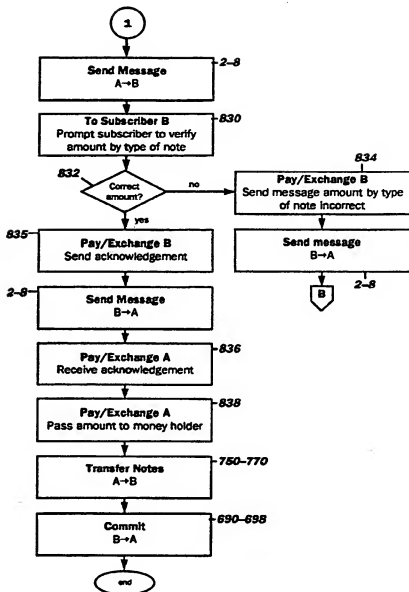 1
Send Message
A→B
2–8
To Subscriber B
Prompt subscriber to verify
amount by type of note
830
832
Correct
amount?
no
yes
834
Pay/Exchange B
Send message amount by type
of note incorrect
Send message
B→A
2–8
B
835
Pay/Exchange B
Send acknowledgement
2–8
Send Message
B→A
Pay/Exchange A
Receive acknowledgement
836
Pay/Exchange A
Pass amount to money holder
838
Transfer Notes
A→B
750–770
Commit
B→A
690–698
end